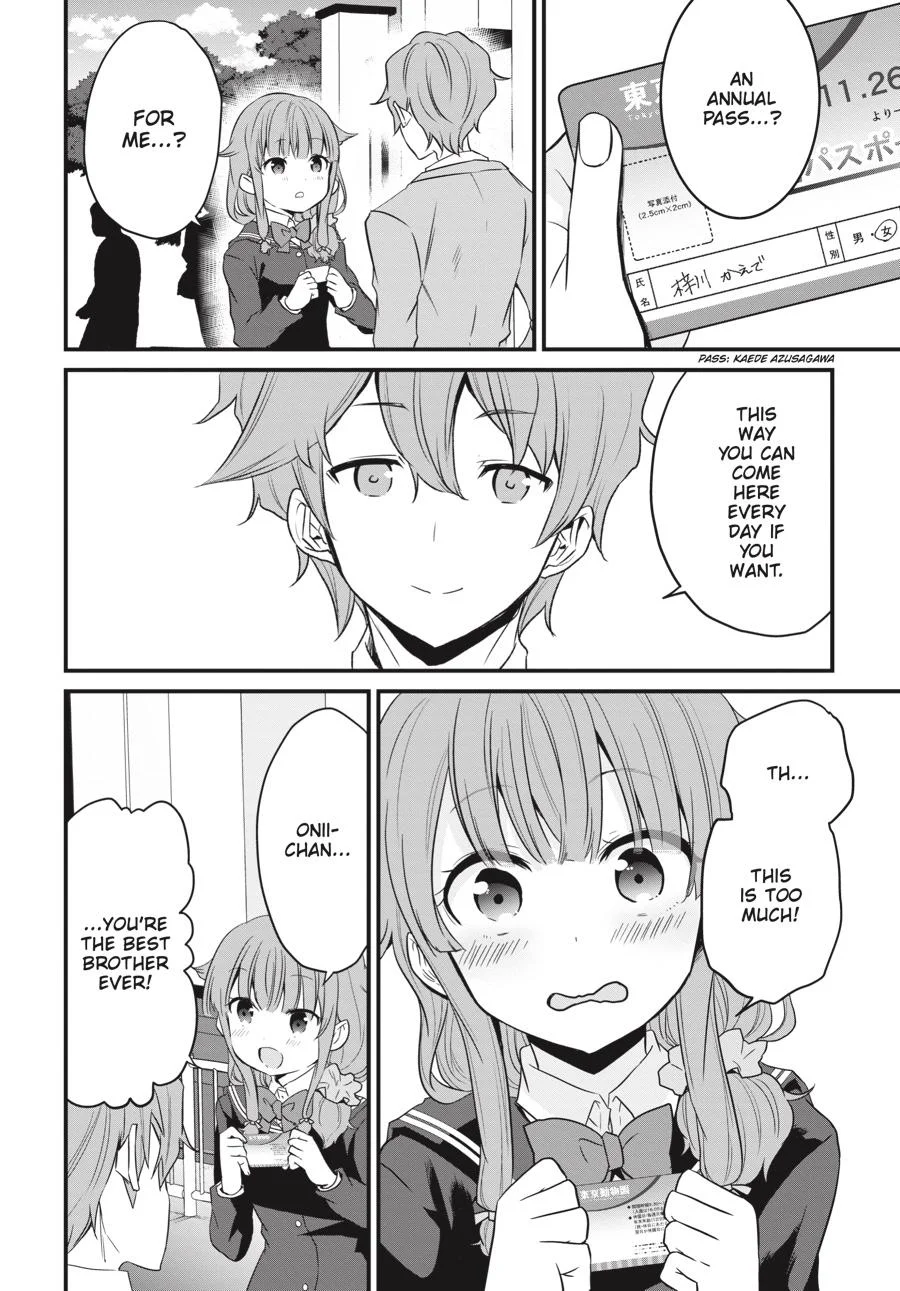 AN
ANNUAL
PASS...?
東京
Tokyo
11.26
より
パスポー
写真添付
(2.5cm×2cm)
氏名
梓川 かえで
性別
男・女
PASS: KAEDE AZUSAGAWA
FOR
ME...?
THIS
WAY
YOU CAN
COME
HERE
EVERY
DAY IF
YOU
WANT.
TH...
THIS
IS TOO
MUCH!
東京動物園
ONII-
CHAN...
...YOU'RE
THE BEST
BROTHER
EVER!